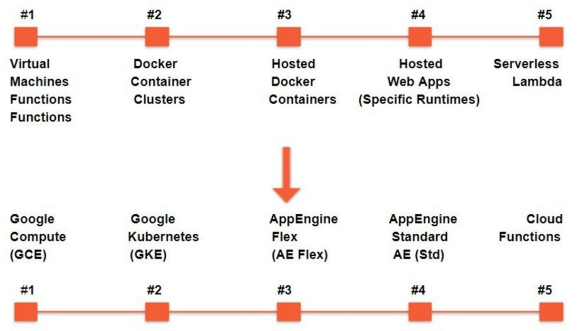 #1 #2 #3 #4 #5
Virtual Docker Hosted Hosted Serverless
Machines Container Docker Web Apps Lambda
Functions Clusters Containers (Specific Runtimes)
Functions
Google Google AppEngine AppEngine Cloud
Compute Kubernetes Flex Standard Functions
(GCE) (GKE) (AE Flex) AE (Std)
#1 #2 #3 #4 #5